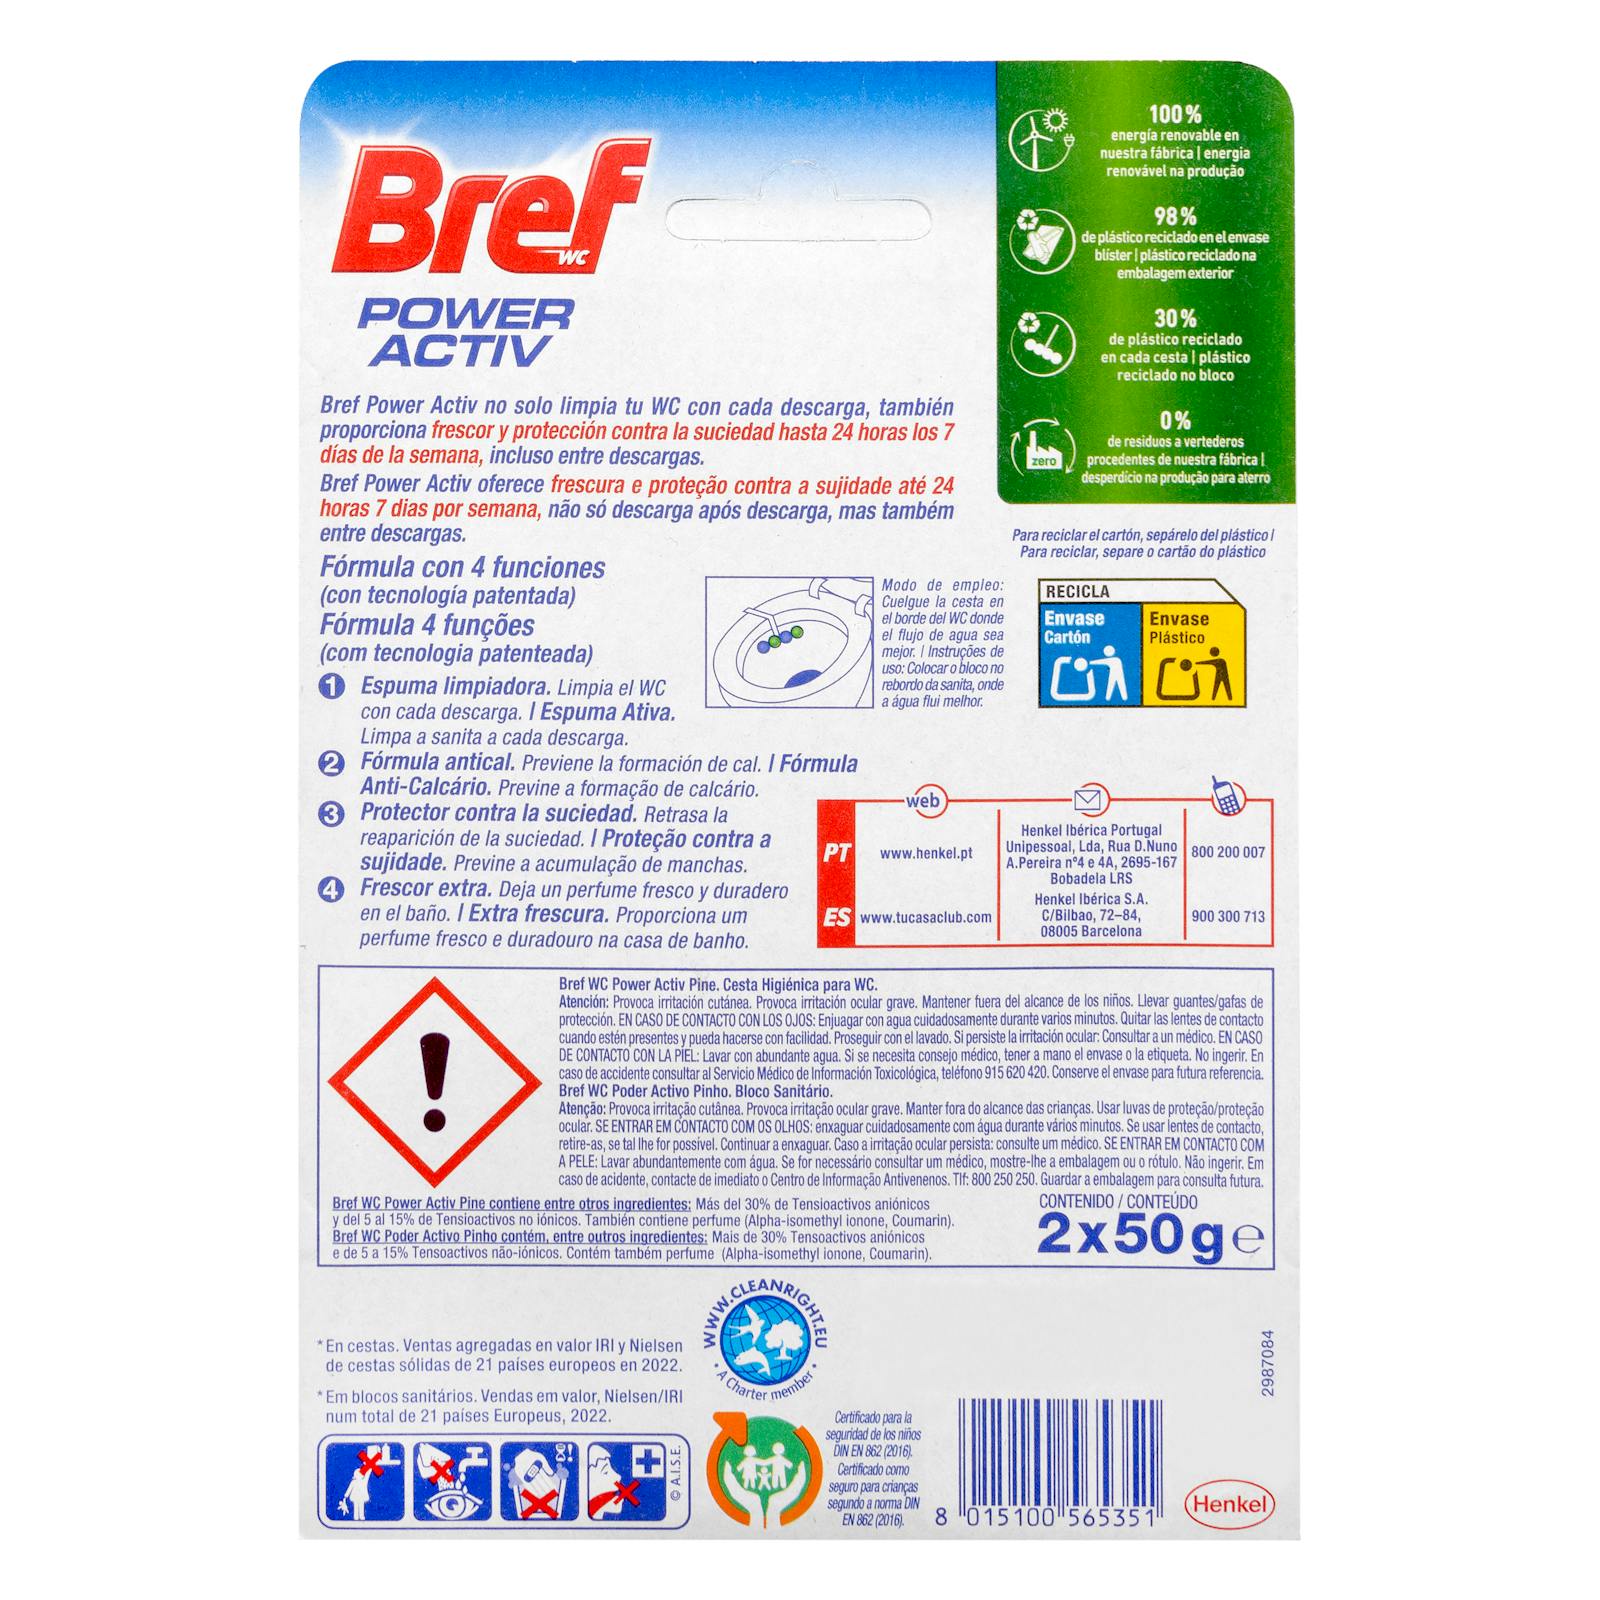 Bref
WC
POWER
ACTIV
100%
energía renovable en
nuestra fábrica | energia
renovável na produção
98%
de plástico reciclado en el envase
blíster | plástico reciclado na
embalagem exterior
30%
de plástico reciclado
en cada cesta | plástico
reciclado no bloco
zero
0%
de residuos a vertederos
procedentes de nuestra fábrica |
desperdício na produção para aterro
Bref Power Activ no solo limpia tu WC con cada descarga, también
proporciona frescor y protección contra la suciedad hasta 24 horas los 7
días de la semana, incluso entre descargas.
Bref Power Activ oferece frescura e proteção contra a sujidade até 24
horas 7 dias por semana, não só descarga após descarga, mas também
entre descargas.
Para reciclar el cartón, sepárelo del plástico |
Para reciclar, separe o cartão do plástico
Fórmula con 4 funciones
(con tecnología patentada)
Fórmula 4 funções
(com tecnologia patenteada)
1 Espuma limpiadora. Limpia el WC
con cada descarga. | Espuma Ativa.
Limpa a sanita a cada descarga.
2 Fórmula antical. Previene la formación de cal. | Fórmula
Anti-Calcário. Previne a formação de calcário.
3 Protector contra la suciedad. Retrasa la
reaparición de la suciedad. | Proteção contra a
sujidade. Previne a acumulação de manchas.
4 Frescor extra. Deja un perfume fresco y duradero
en el baño. | Extra frescura. Proporciona um
perfume fresco e duradouro na casa de banho.
Modo de empleo:
Cuelgue la cesta en
el borde del WC donde
el flujo de agua sea
mejor. | Instruções de
uso: Colocar o bloco no
rebordo da sanita, onde
a água flui melhor.
RECICLA
Envase
Cartón
Envase
Plástico
web
PT
www.henkel.pt
Henkel Ibérica Portugal
Unipessoal, Lda, Rua D.Nuno
A.Pereira nº4 e 4A, 2695-167
Bobadela LRS
800 200 007
ES
www.tucasaclub.com
Henkel Ibérica S.A.
C/Bilbao, 72–84,
08005 Barcelona
900 300 713
Bref WC Power Activ Pine. Cesta Higiénica para WC.
Atención: Provoca irritación cutánea. Provoca irritación ocular grave. Mantener fuera del alcance de los niños. Llevar guantes/gafas de
protección. EN CASO DE CONTACTO CON LOS OJOS: Enjuagar con agua cuidadosamente durante varios minutos. Quitar las lentes de contacto
cuando estén presentes y pueda hacerse con facilidad. Proseguir con el lavado. Si persiste la irritación ocular: Consultar a un médico. EN CASO
DE CONTACTO CON LA PIEL: Lavar con abundante agua. Si se necesita consejo médico, tener a mano el envase o la etiqueta. No ingerir. En
caso de accidente consultar al Servicio Médico de Información Toxicológica, teléfono 915 620 420. Conserve el envase para futura referencia.
Bref WC Poder Activo Pinho. Bloco Sanitário.
Atenção: Provoca irritação cutânea. Provoca irritação ocular grave. Manter fora do alcance das crianças. Usar luvas de proteção/proteção
ocular. SE ENTRAR EM CONTACTO COM OS OLHOS: enxaguar cuidadosamente com água durante vários minutos. Se usar lentes de contacto,
retire-as, se tal lhe for possível. Continuar a enxaguar. Caso a irritação ocular persista: consulte um médico. SE ENTRAR EM CONTACTO COM
A PELE: Lavar abundantemente com água. Se for necessário consultar um médico, mostre-lhe a embalagem ou o rótulo. Não ingerir. Em
caso de acidente, contacte de imediato o Centro de Informação Antivenenos. Tlf: 800 250 250. Guardar a embalagem para consulta futura.
Bref WC Power Activ Pine contiene entre otros ingredientes: Más del 30% de Tensioactivos aniónicos
y del 5 al 15% de Tensioactivos no iónicos. También contiene perfume (Alpha-isomethyl ionone, Coumarin).
Bref WC Poder Activo Pinho contém, entre outros ingredientes: Mais de 30% Tensoactivos aniónicos
e de 5 a 15% Tensoactivos não-iónicos. Contém também perfume (Alpha-isomethyl ionone, Coumarin).
CONTENIDO / CONTEÚDO
2x50g e
*En cestas. Ventas agregadas en valor IRI y Nielsen
de cestas sólidas de 21 países europeos en 2022.
*Em blocos sanitários. Vendas em valor, Nielsen/IRI
num total de 21 países Europeus, 2022.
WWW.CLEANRIGHT.EU
• A Charter member •
© A.I.S.E.
Certificado para la
seguridad de los niños
DIN EN 862 (2016).
Certificado como
seguro para crianças
segundo a norma DIN
EN 862 (2016).
8 015100 565351
2987084
Henkel